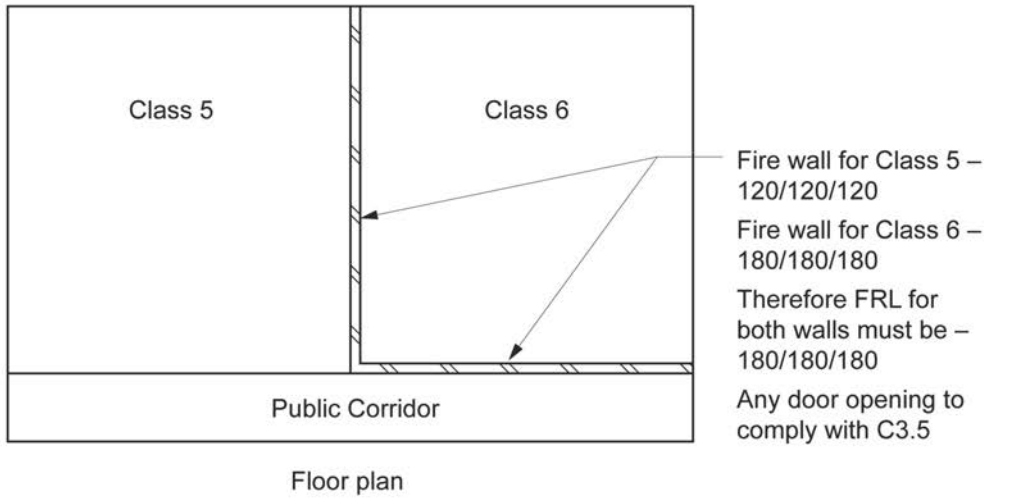 Class 5
Class 6
Fire wall for Class 5 –
120/120/120
Fire wall for Class 6 –
180/180/180
Therefore FRL for
both walls must be –
180/180/180
Any door opening to
comply with C3.5
Public Corridor
Floor plan